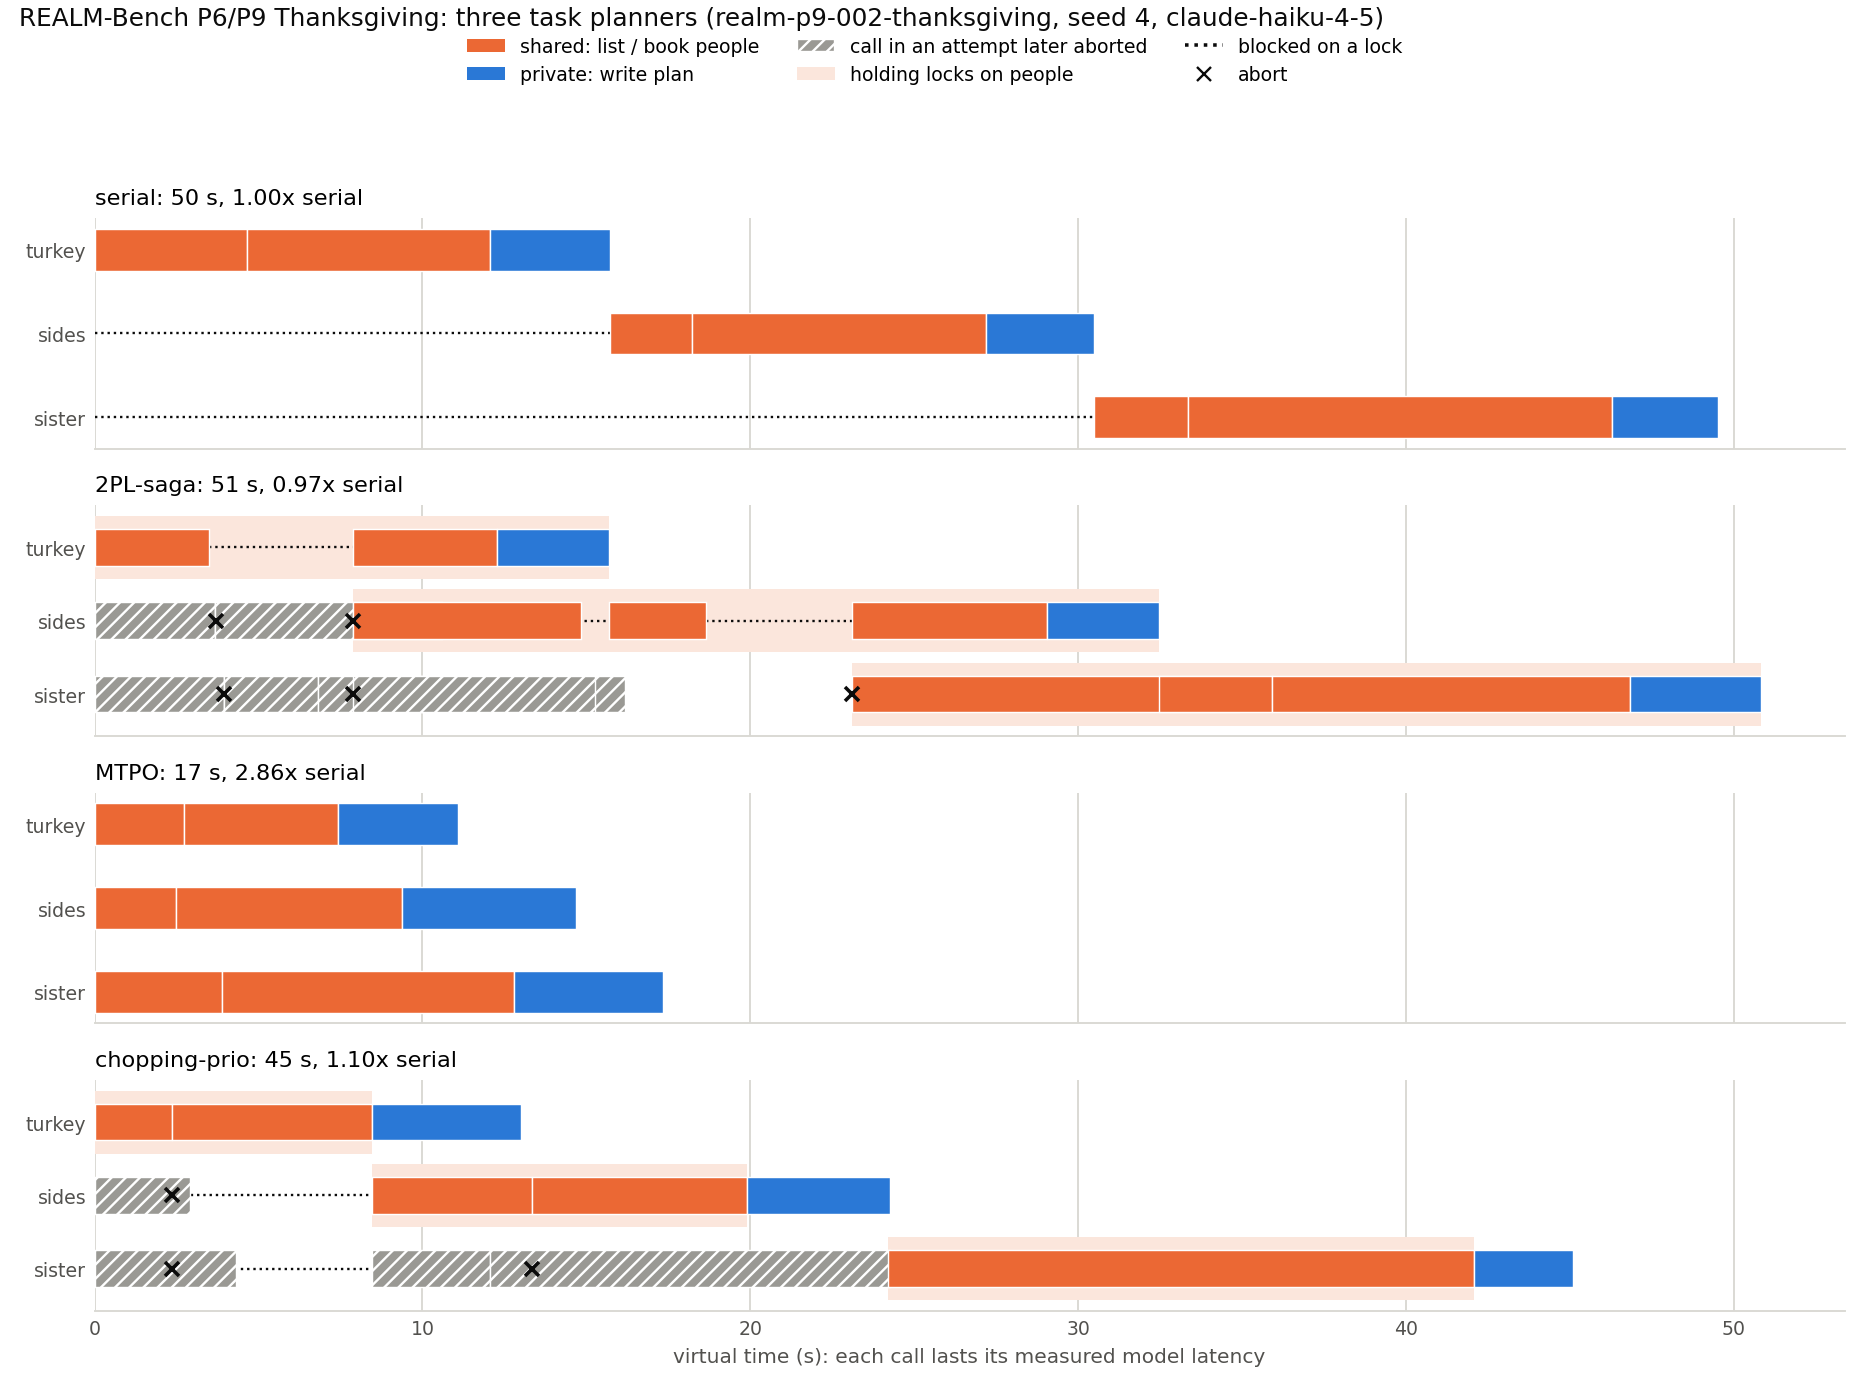 REALM-Bench P6/P9 Thanksgiving: three task planners (realm-p9-002-thanksgiving, seed 4, claude-haiku-4-5)
shared: list / book people
private: write plan
call in an attempt later aborted
holding locks on people
blocked on a lock
abort
serial: 50 s, 1.00x serial
turkey
sides
sister
2PL-saga: 51 s, 0.97x serial
turkey
sides
sister
MTPO: 17 s, 2.86x serial
turkey
sides
sister
chopping-prio: 45 s, 1.10x serial
turkey
sides
sister
0 10 20 30 40 50
virtual time (s): each call lasts its measured model latency